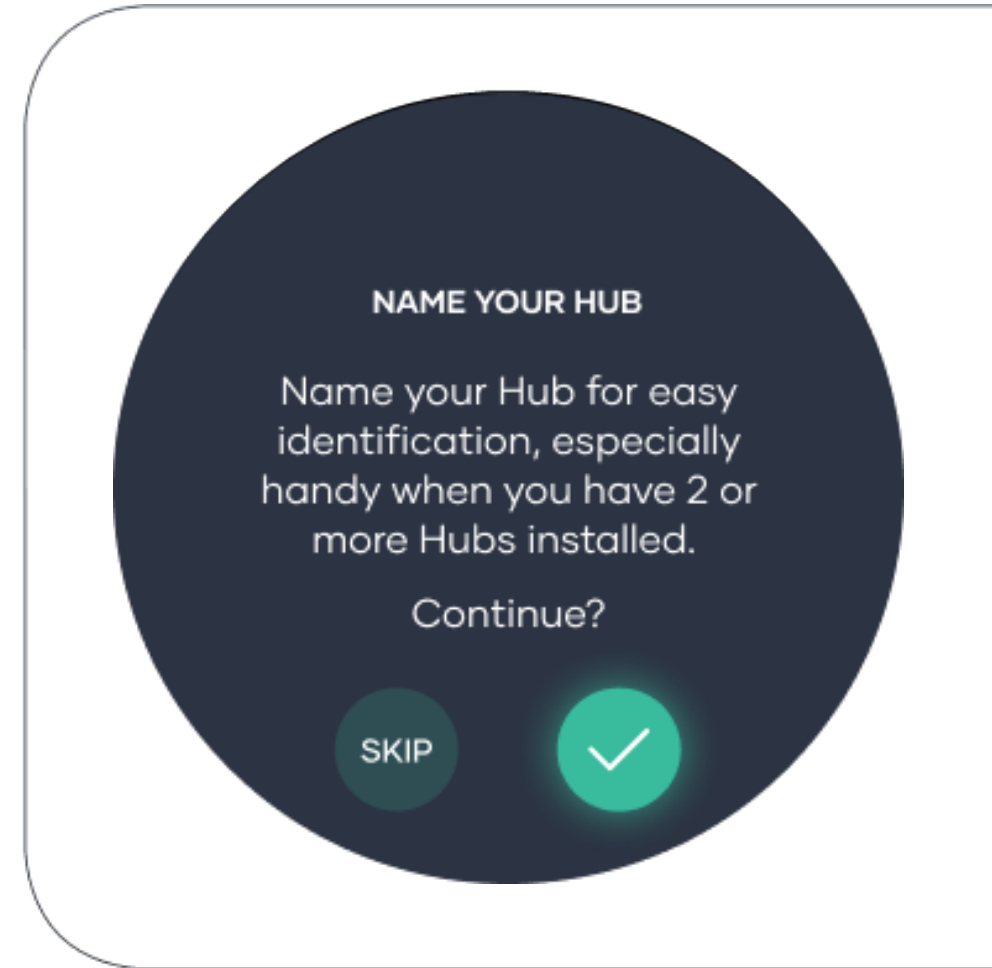 NAME YOUR HUB
Name your Hub for easy
identification, especially
handy when you have 2 or
more Hubs installed.
Continue?
SKIP